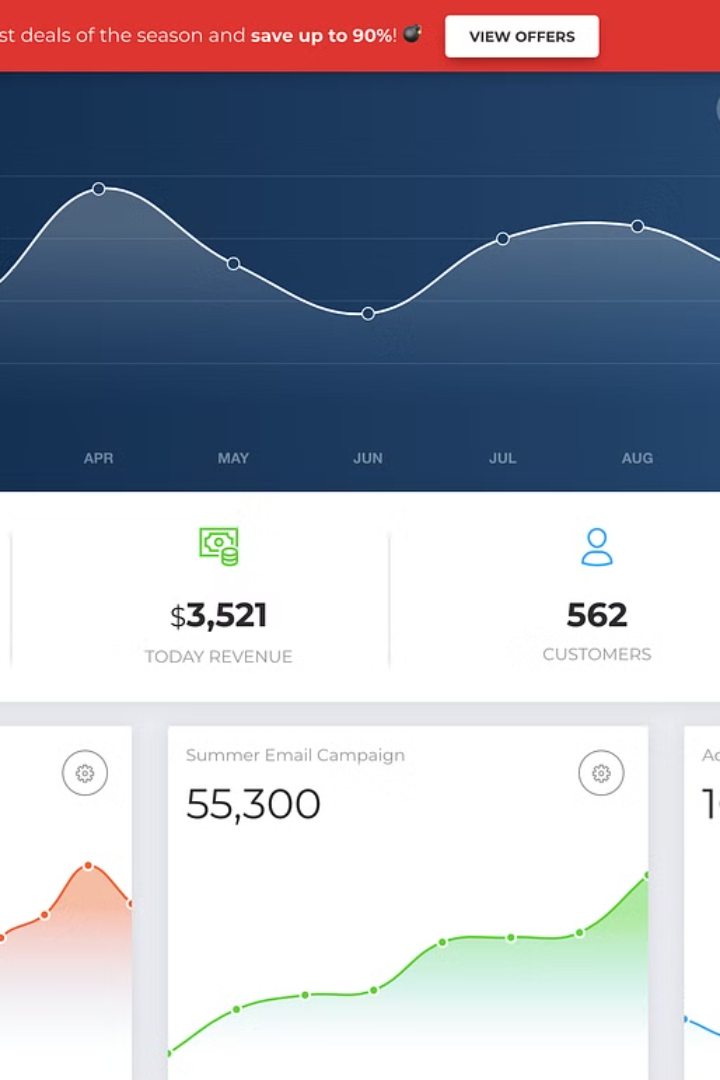 deals of the season and save up to 90%!
VIEW OFFERS
APR MAY JUN JUL AUG
$3,521
562
TODAY REVENUE
CUSTOMERS
Summer Email Campaign
55,300